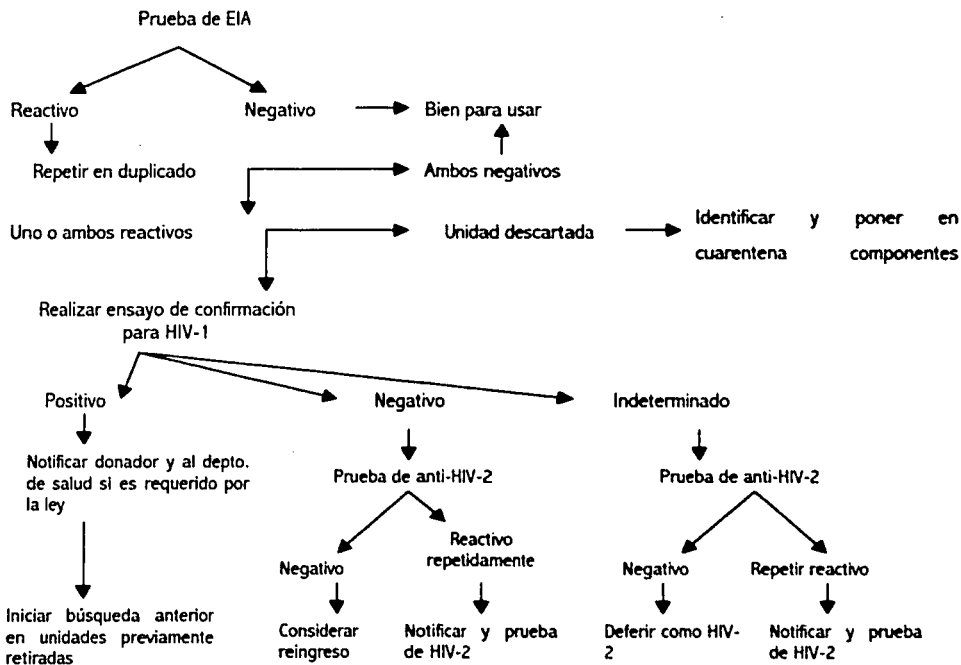 Prueba de EIA
Reactivo
Negativo
Bien para usar
Repetir en duplicado
Ambos negativos
Uno o ambos reactivos
Unidad descartada
Identificar y poner en
cuarentena componentes
Realizar ensayo de confirmación
para HIV-1
Positivo
Negativo
Indeterminado
Notificar donador y al depto.
de salud si es requerido por
la ley
Prueba de anti-HIV-2
Prueba de anti-HIV-2
Negativo
Reactivo
repetidamente
Negativo
Repetir reactivo
Iniciar búsqueda anterior
en unidades previamente
retiradas
Considerar
reingreso
Notificar y prueba
de HIV-2
Deferir como HIV-
2
Notificar y prueba
de HIV-2